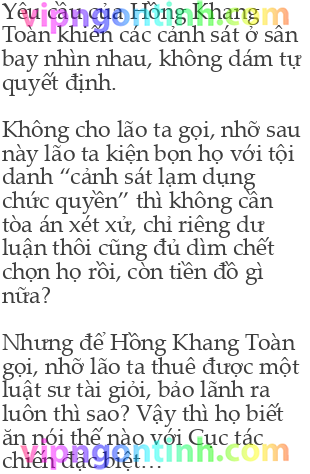 Yêu cầu của Hồng Khang
Toàn khiến các cảnh sát ở sân
bay nhìn nhau, không dám tự
quyết định.

Không cho lão ta gọi, nhỡ sau
này lão ta kiện bọn họ với tội
danh “cảnh sát lạm dụng
chức quyền” thì không cần
tòa án xét xử, chỉ riêng dư
luận thôi cũng đủ dìm chết
chọn họ rồi, còn tiền đồ gì
nữa?

Nhưng để Hồng Khang Toàn
gọi, nhỡ lão ta thuê được một
luật sư tài giỏi, bảo lãnh ra
luôn thì sao? Vậy thì họ biết
ăn nói thế nào với Cục tác
chiến đặc biệt…
vipngontinh.com
vipngontinh.com